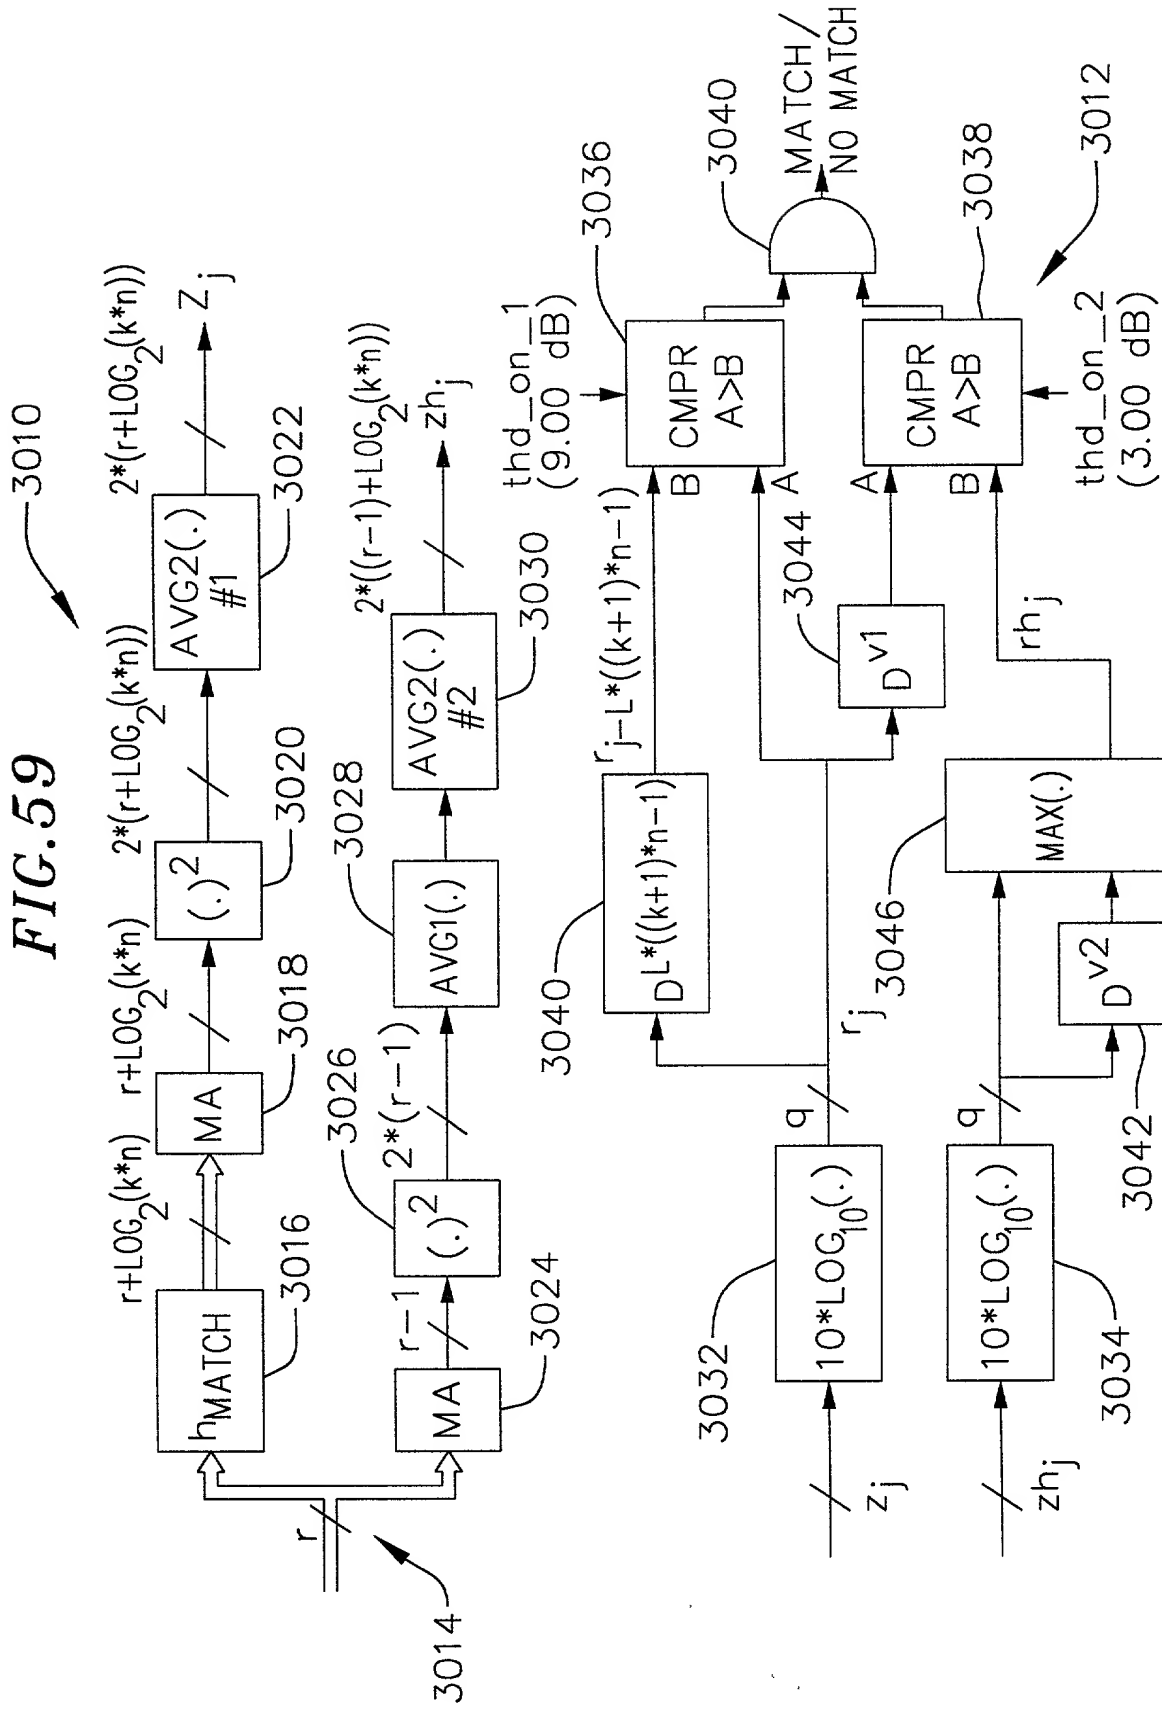 FIG.59
3010
r+LOG2(k*n)
r+LOG2(k*n)
2*(r+LOG2(k*n))
2*(r+LOG2(k*n))
hMATCH
MA
(.)2
AVG2(.)
#1
Zj
3016
3018
3020
3022
r
3014
r-1
2*(r-1)
2*((r-1)+LOG2(k*n))
MA
(.)2
AVG1(.)
AVG2(.)
#2
zhj
3024
3026
3028
3030
3040
DL*((k+1)*n-1)
rj-L*((k+1)*n-1)
thd_on_1
(9.00 dB)
3036
B
A
CMPR
A>B
3040
MATCH/
NO MATCH
zj
3032
10*LOG10(.)
q
rj
3044
Dv1
A
B
CMPR
A>B
3038
thd_on_2
(3.00 dB)
3012
zhj
3034
10*LOG10(.)
q
3042
Dv2
3046
MAX(.)
rhj